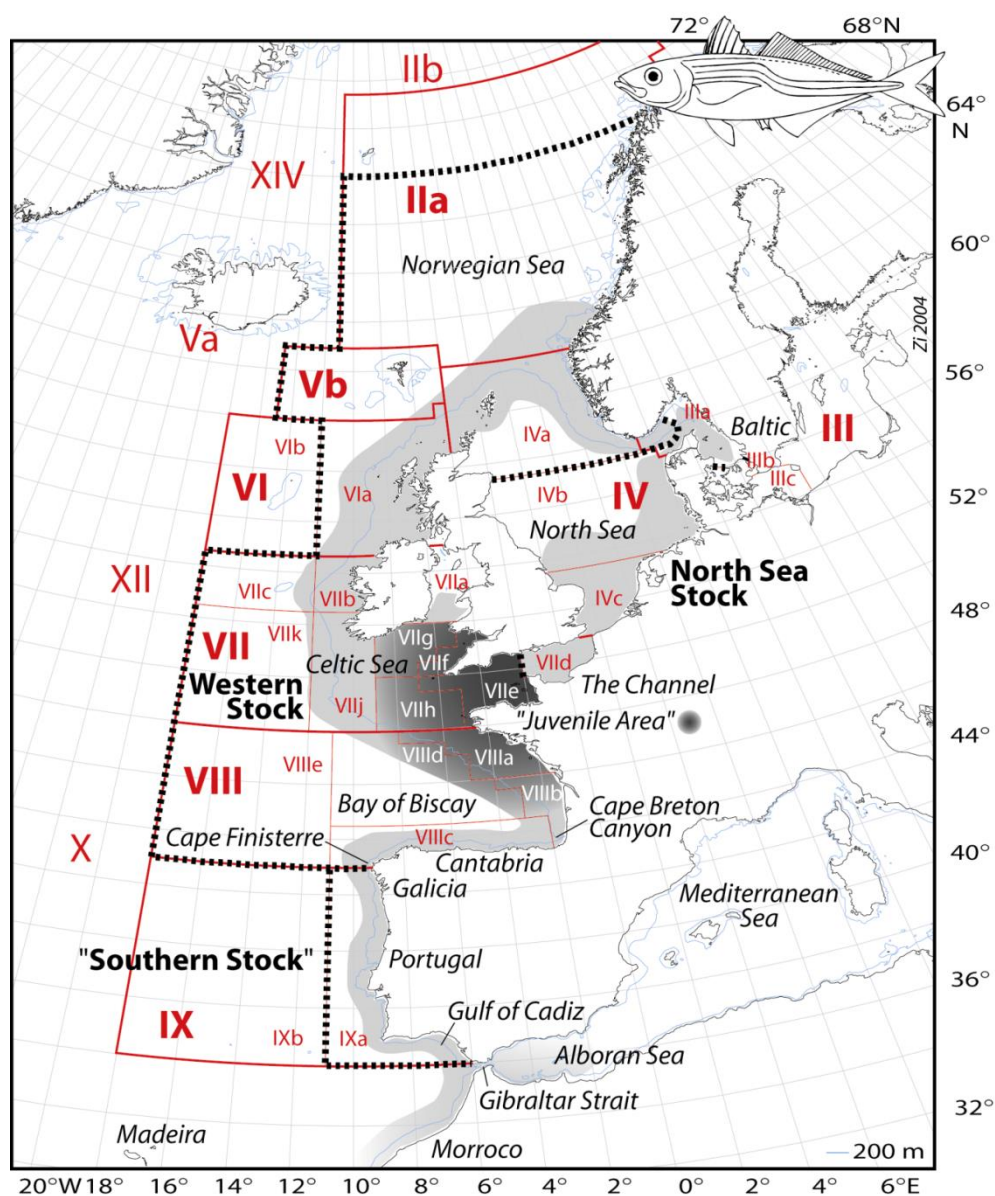 72° 68°N
IIb
64°
N
XIV
IIa
Norwegian Sea
60°
Zi2004
Va
Vb
56°
IIIa
Baltic
III
IVa
VIb
IIIb
IIIc
VI
VIa
IVb
IV
52°
North Sea
XII
VIIc
VIIb
VIIa
North Sea
Stock
IVc
48°
VII
VIIk
VIIg
Celtic Sea
VIIf
VIId
Western
Stock
VIIj
VIIh
VIIe
The Channel
"Juvenile Area"
44°
VIIIe
VIIId
VIIIa
VIII
VIIIb
Bay of Biscay
Cape Breton
Canyon
X
Cape Finisterre
VIIIc
Cantabria
40°
Galicia
Mediterranean
Sea
"Southern Stock"
Portugal
36°
Gulf of Cadiz
IX
IXb
IXa
Alboran Sea
Gibraltar Strait
32°
Madeira
Morroco
200 m
20°W 18° 16° 14° 12° 10° 8° 6° 4° 2° 0° 2° 4° 6°E